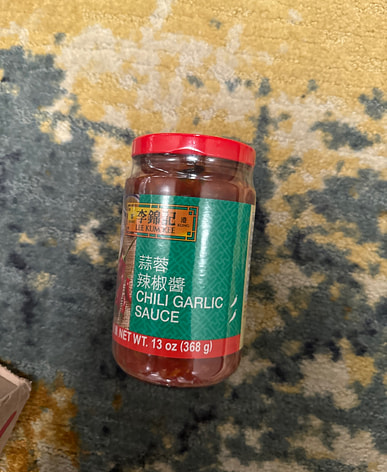 李錦記
LEE KUM KEE
蒜蓉
辣椒醬
CHILI GARLIC
SAUCE
NET WT. 13 oz (368 g)